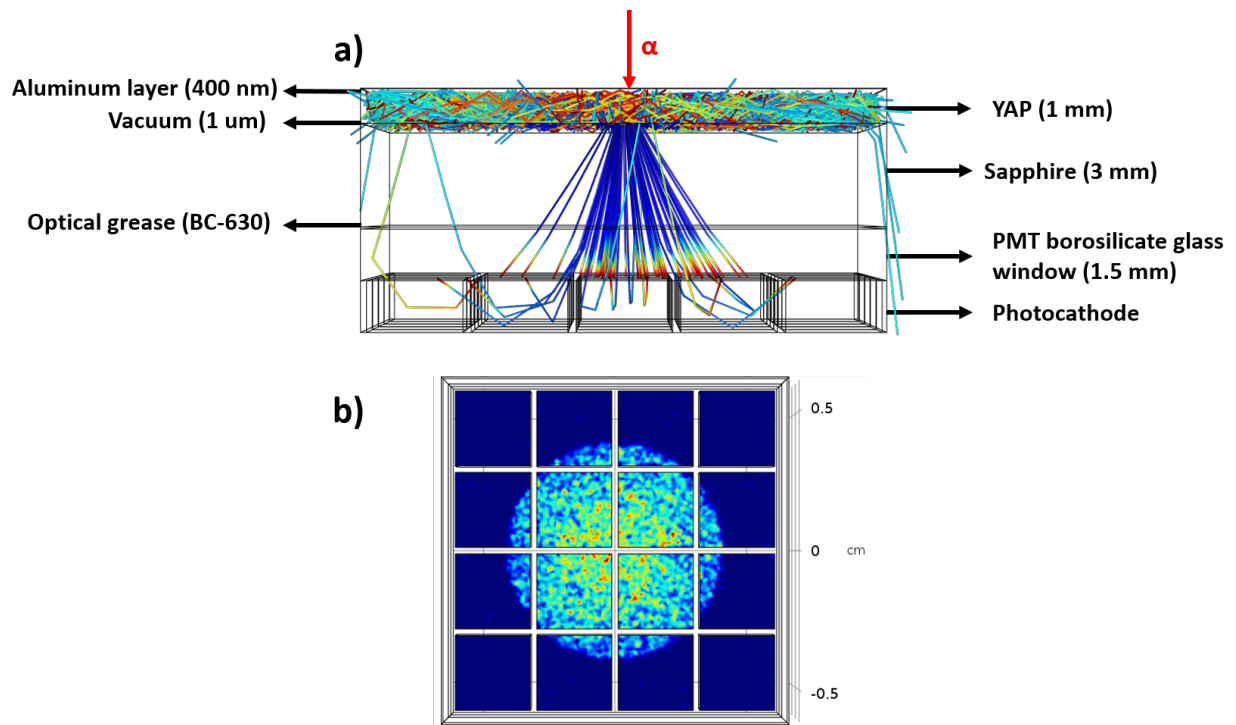 a)
α
Aluminum layer (400 nm)
Vacuum (1 um)
YAP (1 mm)
Sapphire (3 mm)
Optical grease (BC-630)
PMT borosilicate glass
window (1.5 mm)
Photocathode
b)
0.5
0
cm
-0.5